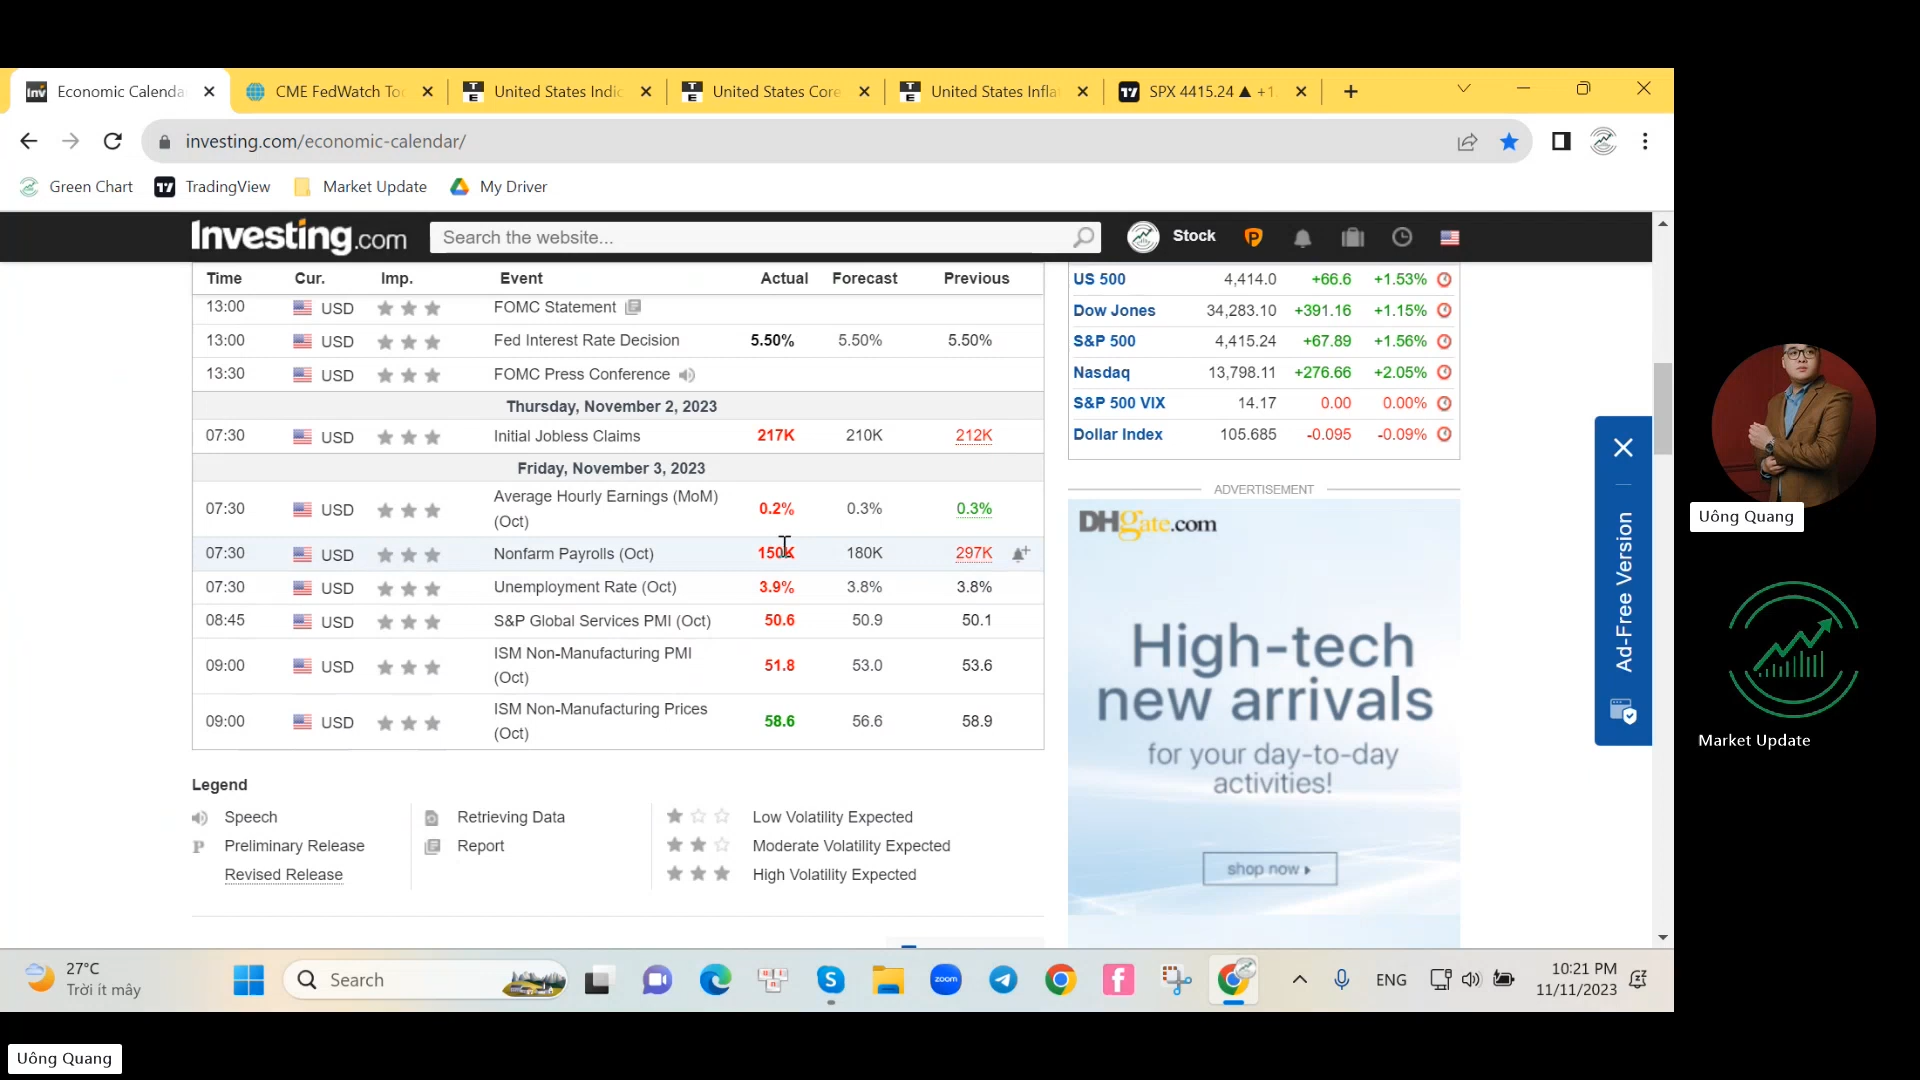 Economic Calenda
CME FedWatch To
United States Indic
United States Core
United States Infla
SPX 4415.24 ▲ +1.
investing.com/economic-calendar/
Green Chart
TradingView
Market Update
My Driver
Investing.com
Search the website...
Stock
Time Cur. Imp. Event Actual Forecast Previous
13:00 USD FOMC Statement
13:00 USD Fed Interest Rate Decision 5.50% 5.50% 5.50%
13:30 USD FOMC Press Conference
Thursday, November 2, 2023
07:30 USD Initial Jobless Claims 217K 210K 212K
Friday, November 3, 2023
07:30 USD Average Hourly Earnings (MoM) (Oct) 0.2% 0.3% 0.3%
07:30 USD Nonfarm Payrolls (Oct) 150K 180K 297K
07:30 USD Unemployment Rate (Oct) 3.9% 3.8% 3.8%
08:45 USD S&P Global Services PMI (Oct) 50.6 50.9 50.1
09:00 USD ISM Non-Manufacturing PMI (Oct) 51.8 53.0 53.6
09:00 USD ISM Non-Manufacturing Prices (Oct) 58.6 56.6 58.9
US 500 4,414.0 +66.6 +1.53%
Dow Jones 34,283.10 +391.16 +1.15%
S&P 500 4,415.24 +67.89 +1.56%
Nasdaq 13,798.11 +276.66 +2.05%
S&P 500 VIX 14.17 0.00 0.00%
Dollar Index 105.685 -0.095 -0.09%
ADVERTISEMENT
DHgate.com
High-tech
new arrivals
for your day-to-day
activities!
shop now
Ad-Free Version
Legend
Speech
Preliminary Release
Revised Release
Retrieving Data
Report
Low Volatility Expected
Moderate Volatility Expected
High Volatility Expected
Uông Quang
Market Update
27°C
Trời ít mây
Search
zoom
ENG
10:21 PM
11/11/2023
Uông Quang